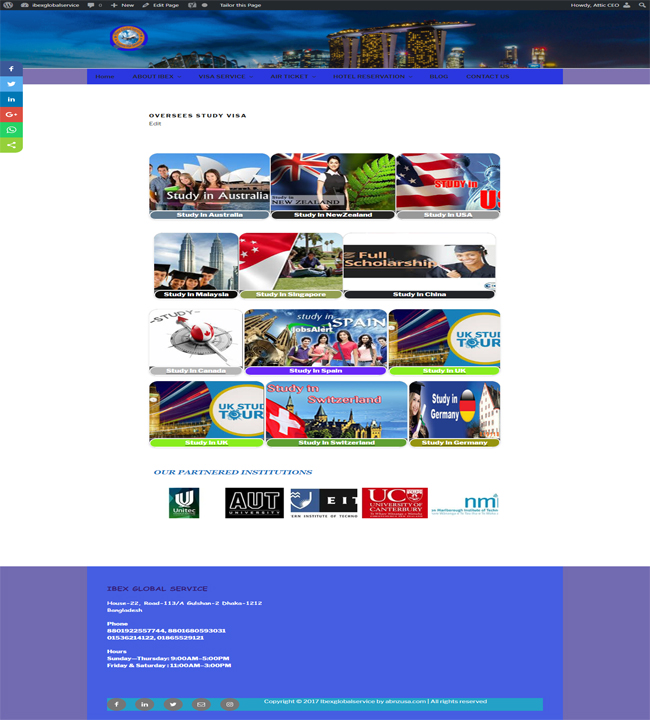 ibexglobalservice 0 New Edit Page Tailor this Page Howdy, Attic CEO
Home ABOUT IBEX VISA SERVICE AIR TICKET HOTEL RESERVATION BLOG CONTACT US
OVERSEES STUDY VISA
Edit
Study in Australia
Study in
NEW ZEALAND
STUDY in
Study in Australia Study in NewZealand Study in USA
Full
Scholarship
Study in Malaysia Study in Singapore Study in China
STUDY
study in
SPAIN
JobsAlert
UK STUDY
TOUR
Study in Canada Study in Spain Study in UK
UK STUDY
TOUR
Study in
Switzerland
Study in
Germany
Study in UK Study in Switzerland Study in Germany
OUR PARTNERED INSTITUTIONS
Unitec
AUT
UNIVERSITY
EIT
UC
UNIVERSITY OF
CANTERBURY
nmi
IBEX GLOBAL SERVICE
House-22, Road-113/A Gulshan-2 Dhaka-1212
Bangladesh
Phone
8801922557744, 8801680593031
01536214122, 01865529121
Hours
Sunday—Thursday: 9:00AM–5:00PM
Friday & Saturday : 11:00AM–3:00PM
Copyright © 2017 Ibexglobalservice by abnzusa.com | All rights reserved